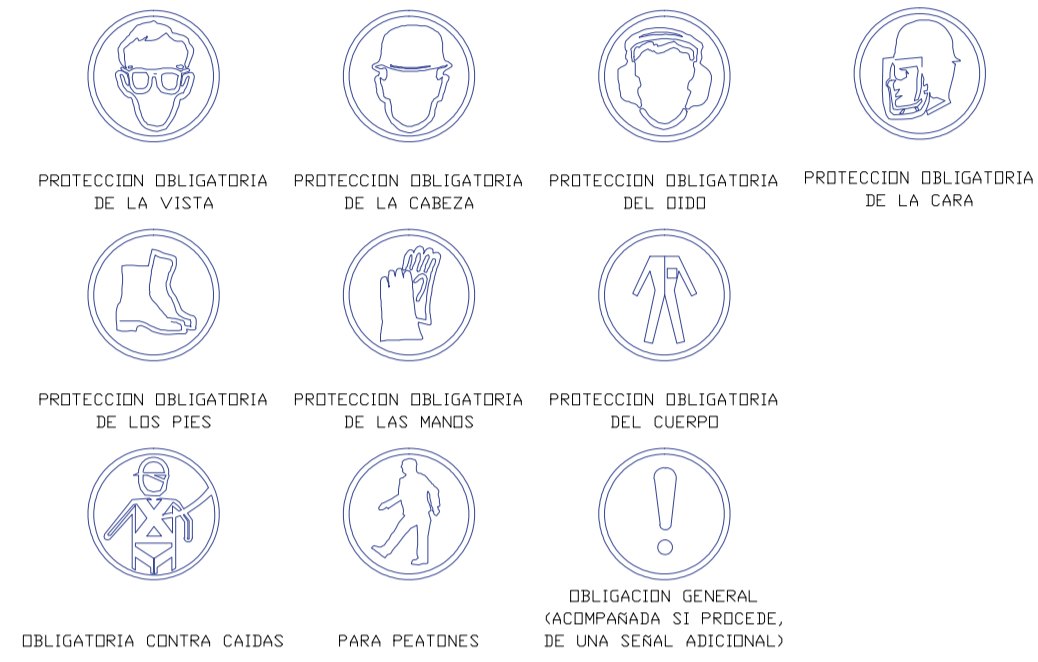 PROTECCION OBLIGATORIA
DE LA VISTA
PROTECCION OBLIGATORIA
DE LA CABEZA
PROTECCION OBLIGATORIA
DEL OIDO
PROTECCION OBLIGATORIA
DE LA CARA
PROTECCION OBLIGATORIA
DE LOS PIES
PROTECCION OBLIGATORIA
DE LAS MANOS
PROTECCION OBLIGATORIA
DEL CUERPO
OBLIGATORIA CONTRA CAIDAS
PARA PEATONES
OBLIGACION GENERAL
(ACOMPAÑADA SI PROCEDE,
DE UNA SEÑAL ADICIONAL)